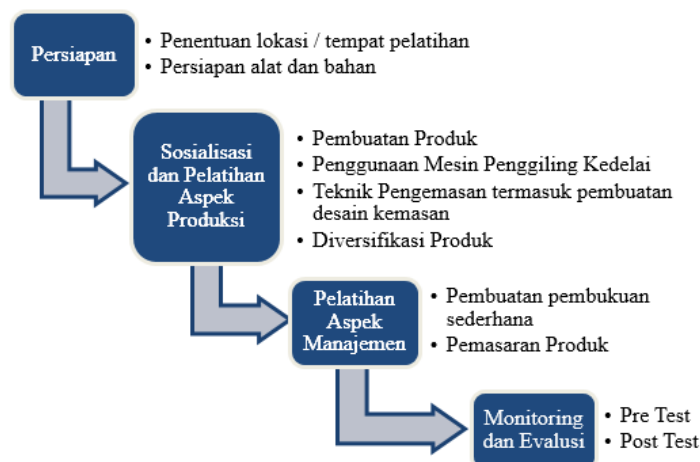 Persiapan
• Penentuan lokasi / tempat pelatihan
• Persiapan alat dan bahan
Sosialisasi
dan Pelatihan
Aspek
Produksi
• Pembuatan Produk
• Penggunaan Mesin Penggiling Kedelai
• Teknik Pengemasan termasuk pembuatan
desain kemasan
• Diversifikasi Produk
Pelatihan
Aspek
Manajemen
• Pembuatan pembukuan
sederhana
• Pemasaran Produk
Monitoring
dan Evaluasi
• Pre Test
• Post Test